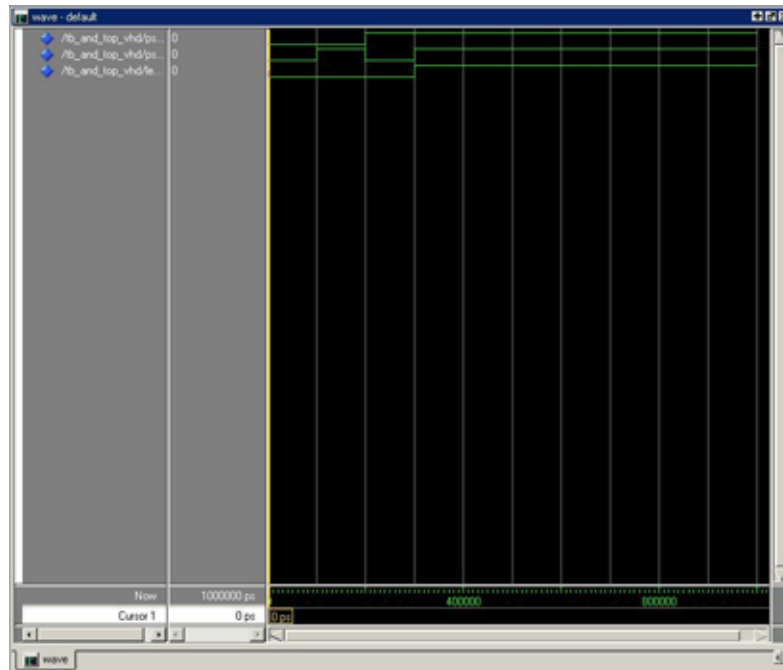 wave - default
/tb_and_top_vhd/ps... 0
/tb_and_top_vhd/ps... 0
/tb_and_top_vhd/le... 0
Now 1000000 ps 400000 800000
Cursor 1 0 ps 0 ps
wave